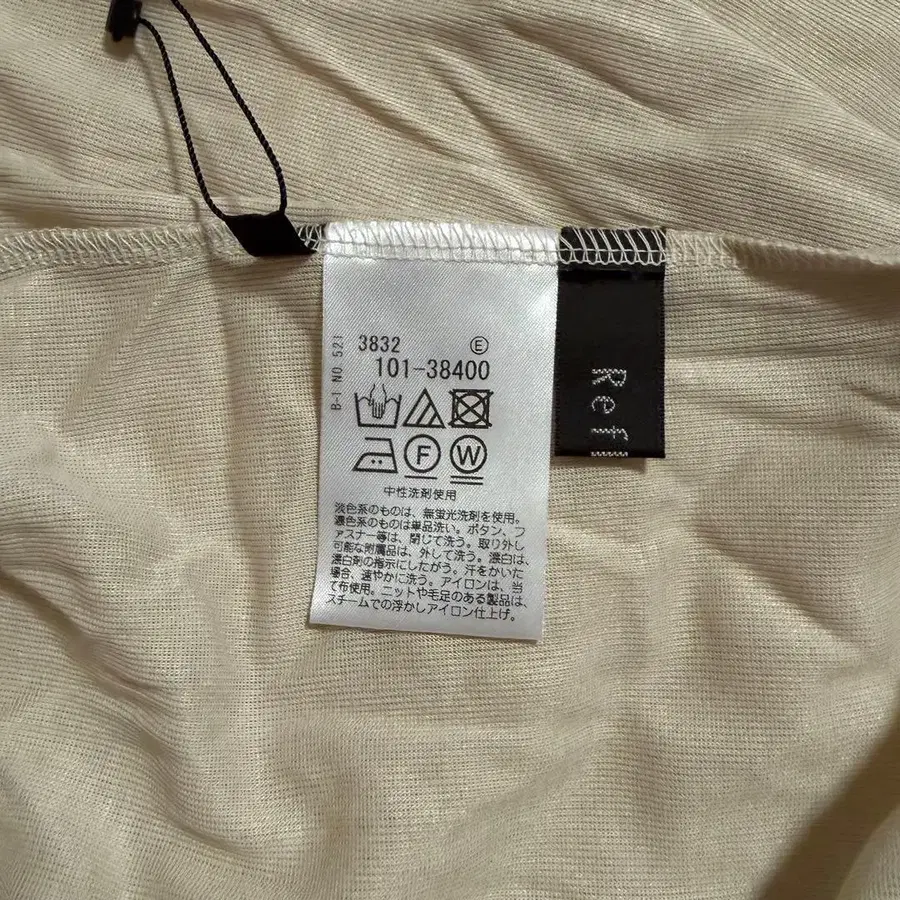 B-1 NO 521
3832 Ⓔ
101-38400
F W
中性洗剤使用
淡色系のものは、無蛍光洗剤を使用。
濃色系のものは単品洗い。ボタン、フ
ァスナー等は、閉じて洗う。取り外し
可能な附属品は、外して洗う。漂白は、
漂白剤の指示にしたがう。汗をかいた
場合、速やかに洗う。アイロンは、当
て布使用。ニットや毛足のある製品は、
スチームでの浮かしアイロン仕上げ。
Ref